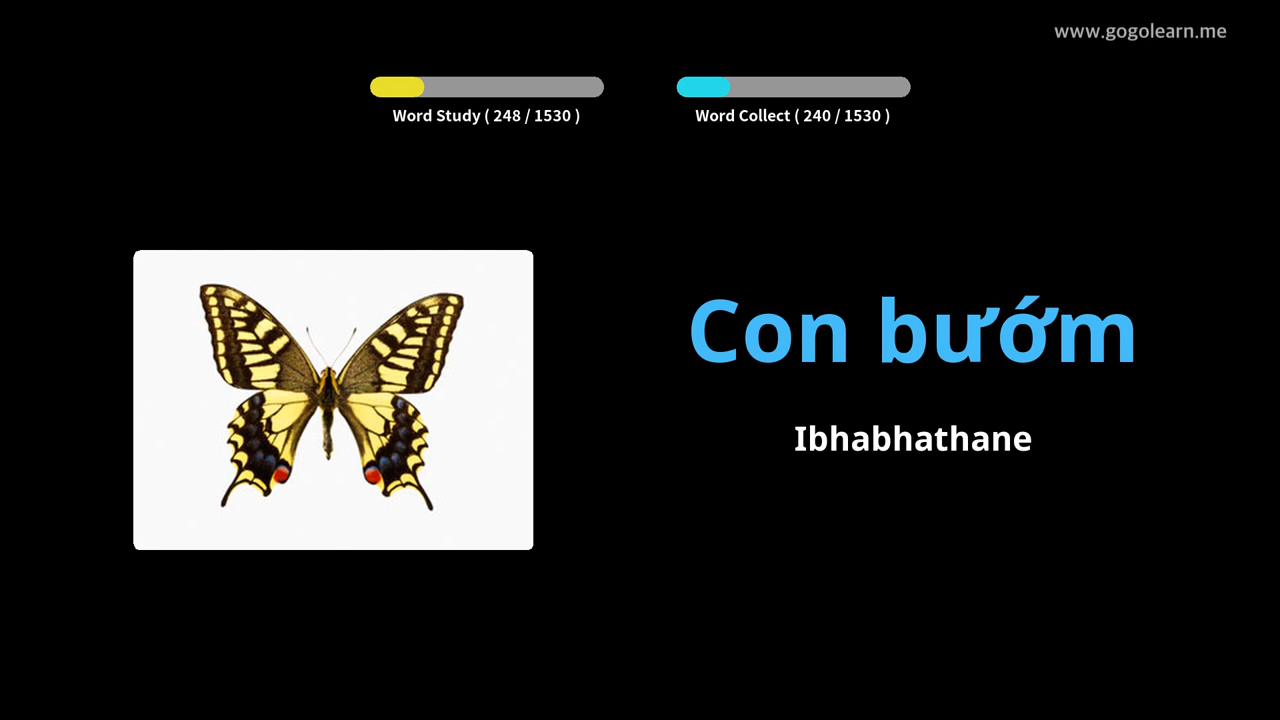 www.gogolearn.me
Word Study ( 248 / 1530 )
Word Collect ( 240 / 1530 )
Con bướm
Ibhabhathane